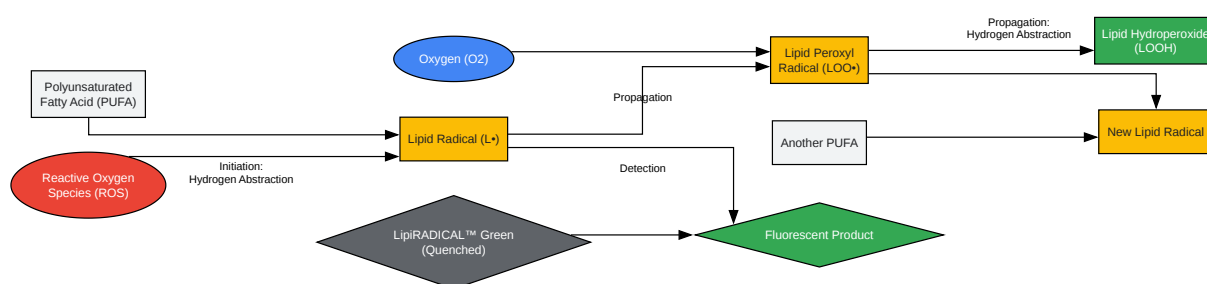 Propagation:
Hydrogen Abstraction
Lipid Hydroperoxide
(LOOH)
Oxygen (O2)
Lipid Peroxyl
Radical (LOO•)
Polyunsaturated
Fatty Acid (PUFA)
Propagation
Lipid Radical (L•)
Another PUFA
New Lipid Radical
Initiation:
Hydrogen Abstraction
Detection
Reactive Oxygen
Species (ROS)
LipiRADICAL™ Green
(Quenched)
Fluorescent Product